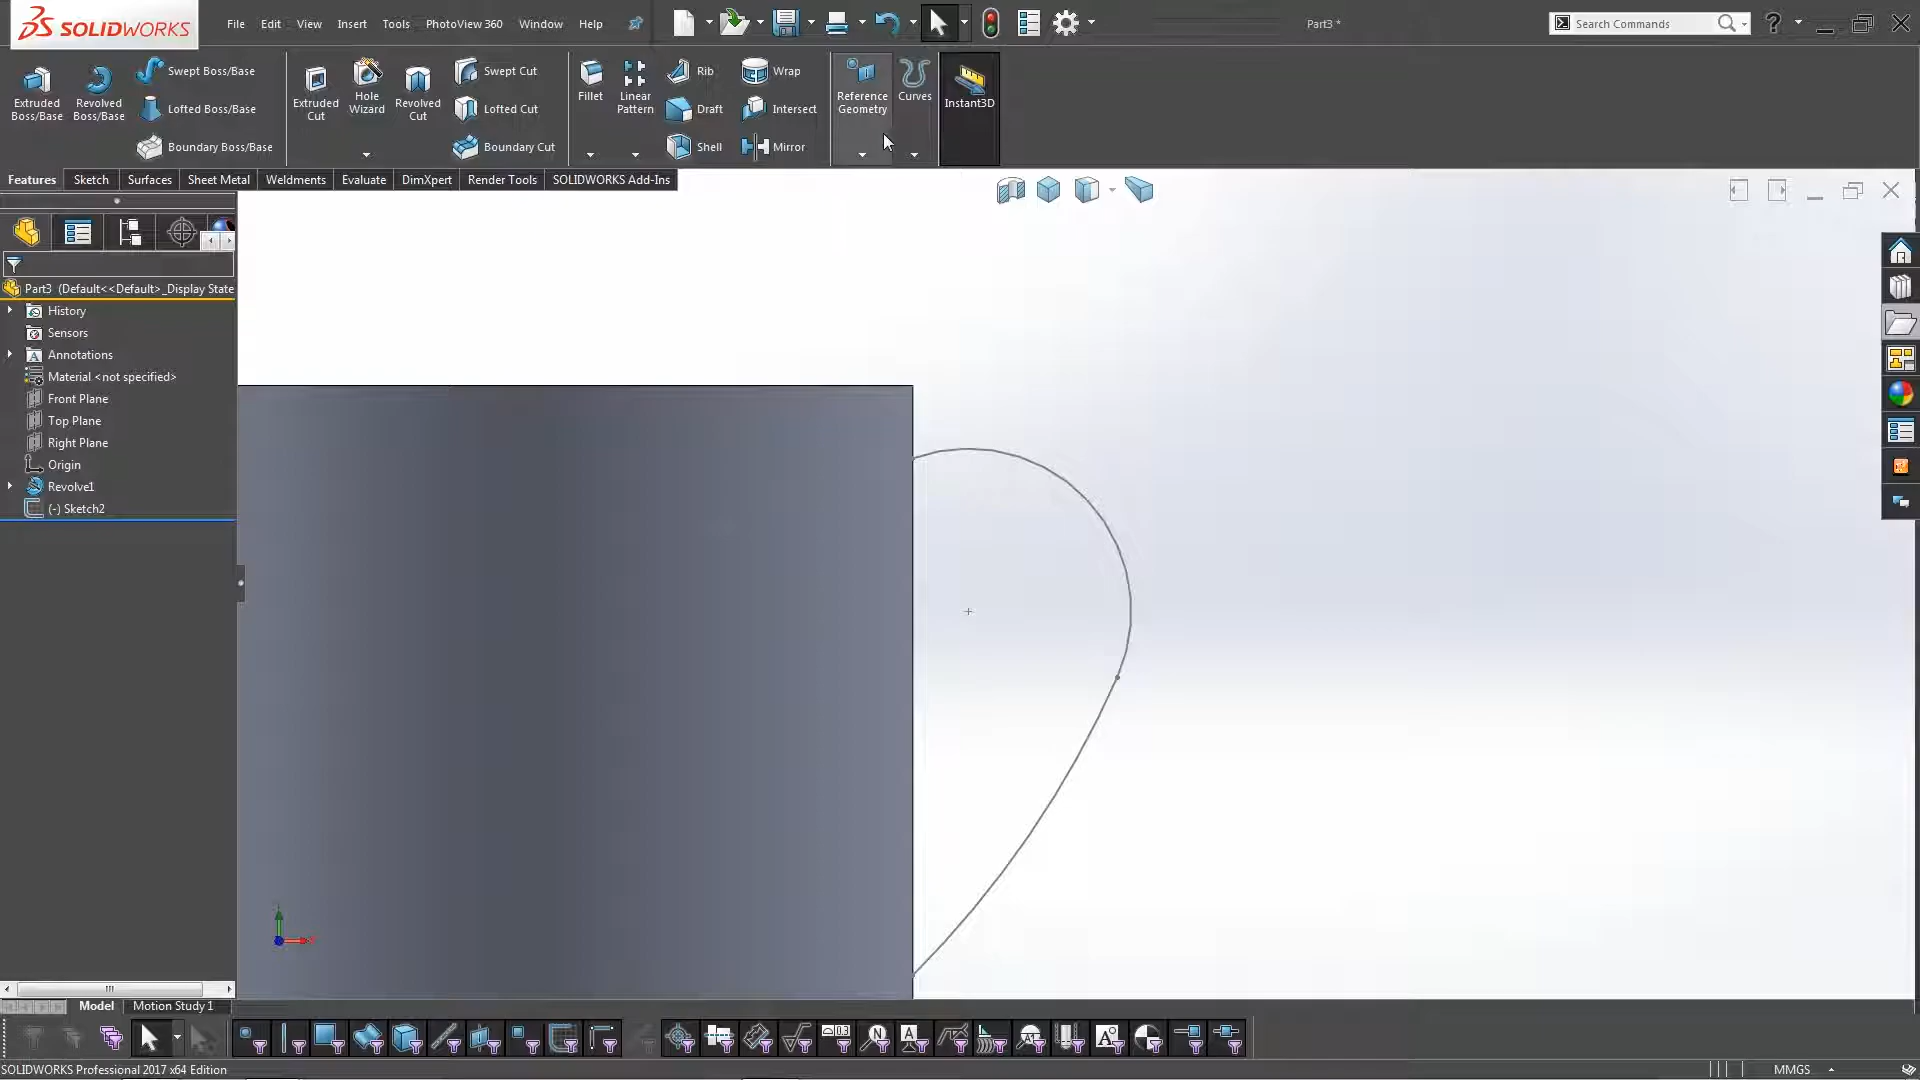 SOLIDWORKS File Edit View Insert Tools PhotoView 360 Window Help Part3 * Search Commands ?
Extruded Boss/Base
Revolved Boss/Base
Swept Boss/Base
Lofted Boss/Base
Boundary Boss/Base
Extruded Cut
Hole Wizard
Revolved Cut
Swept Cut
Lofted Cut
Boundary Cut
Fillet
Linear Pattern
Rib
Draft
Shell
Wrap
Intersect
Mirror
Reference Geometry
Curves
Instant3D
Features Sketch Surfaces Sheet Metal Weldments Evaluate DimXpert Render Tools SOLIDWORKS Add-Ins
Part3 (Default<<Default>_Display State
History
Sensors
Annotations
Material <not specified>
Front Plane
Top Plane
Right Plane
Origin
Revolve1
(-) Sketch2
Model Motion Study 1
SOLIDWORKS Professional 2017 x64 Edition MMGS